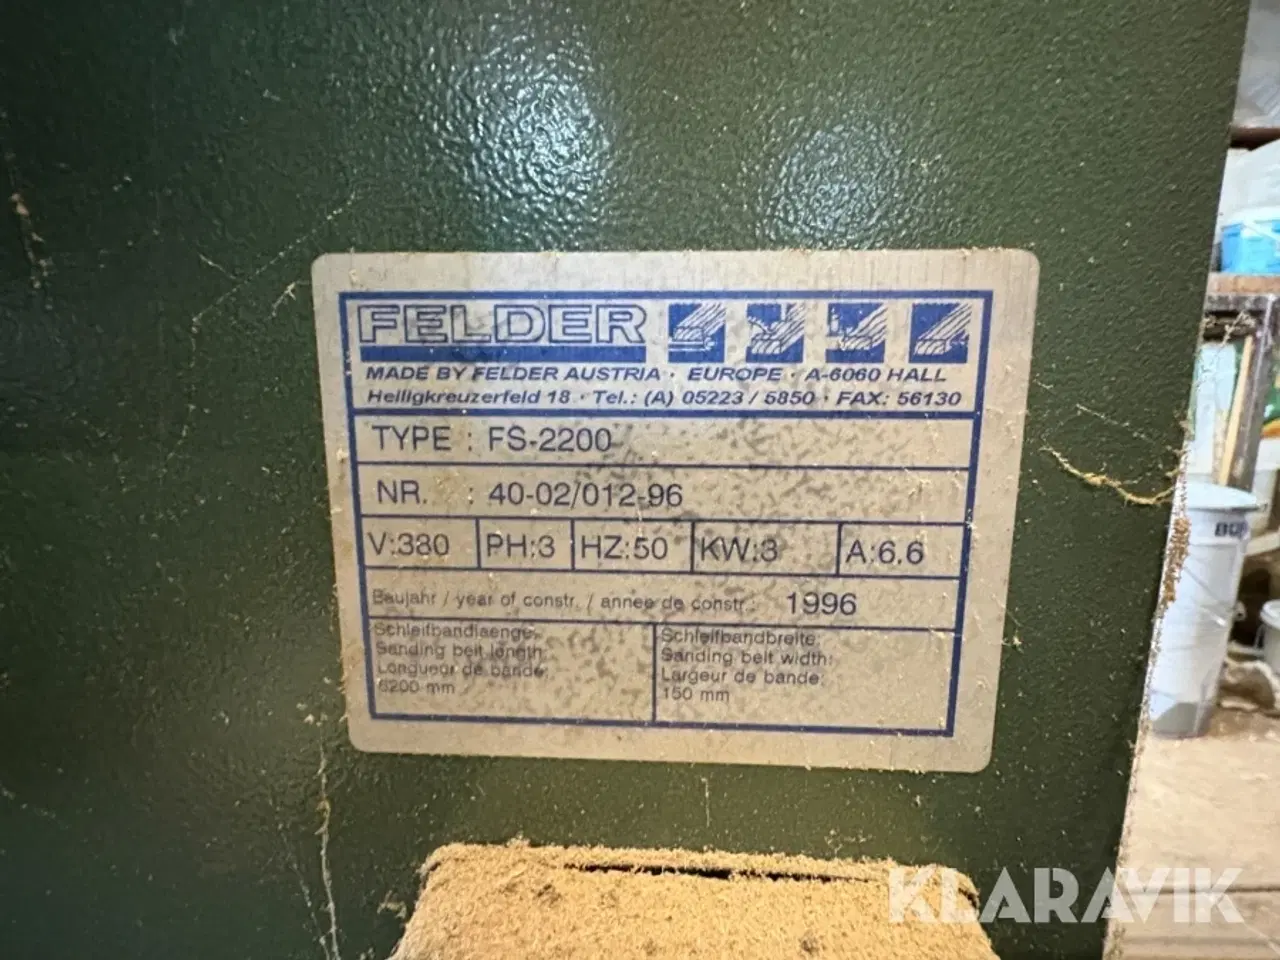 FELDER
MADE BY FELDER AUSTRIA · EUROPE · A-6060 HALL
Heiligkreuzerfeld 18 · Tel.: (A) 05223 / 5850 · FAX: 56130
TYPE : FS-2200
NR. : 40-02/012-96
V:380 PH:3 HZ:50 KW:3 A:6.6
Baujahr / year of constr. / annee de constr.: 1996
Schleifbandlaenge:
Sanding belt length:
Longueur de bande:
6200 mm
Schleifbandbreite:
Sanding belt width:
Largeur de bande:
150 mm
KLARAVIK